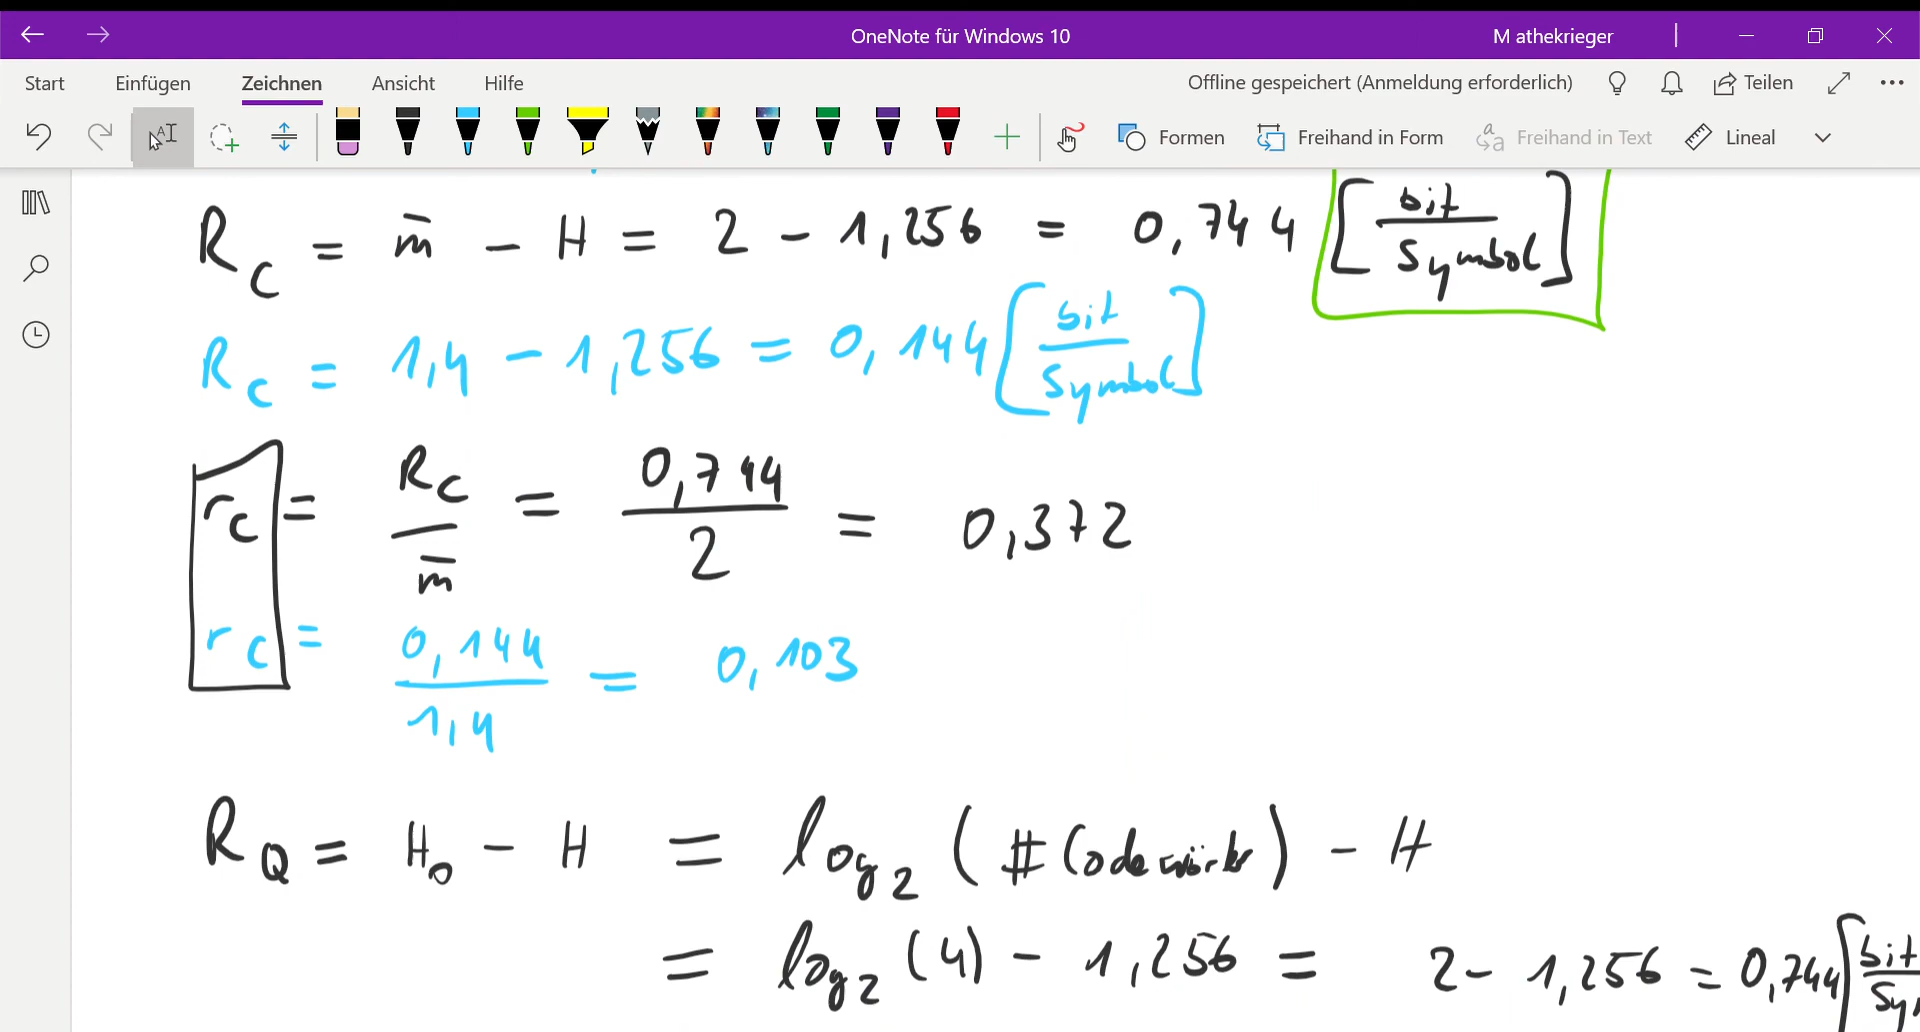 OneNote für Windows 10
M athekrieger
Start Einfügen Zeichnen Ansicht Hilfe
Offline gespeichert (Anmeldung erforderlich) Teilen
Formen Freihand in Form Freihand in Text Lineal
R_C = m̅ - H = 2 - 1,256 = 0,744 [bit/Symbol]
R_C = 1,4 - 1,256 = 0,144 [bit/Symbol]
r_C = R_C/m̅ = 0,744/2 = 0,372
r_C = 0,144/1,4 = 0,103
R_Q = H_0 - H = log_2 (#Codewörter) - H
= log_2 (4) - 1,256 = 2 - 1,256 = 0,744 [bit/Sym